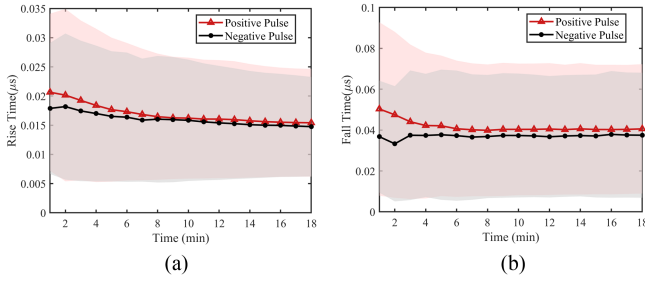 0.035
0.03
0.025
0.02
0.015
0.01
0.005
0
Rise Time(μs)
Positive Pulse
Negative Pulse
2 4 6 8 10 12 14 16 18
Time (min)
(a)
0.1
0.08
0.06
0.04
0.02
0
Fall Time(μs)
Positive Pulse
Negative Pulse
2 4 6 8 10 12 14 16 18
Time (min)
(b)